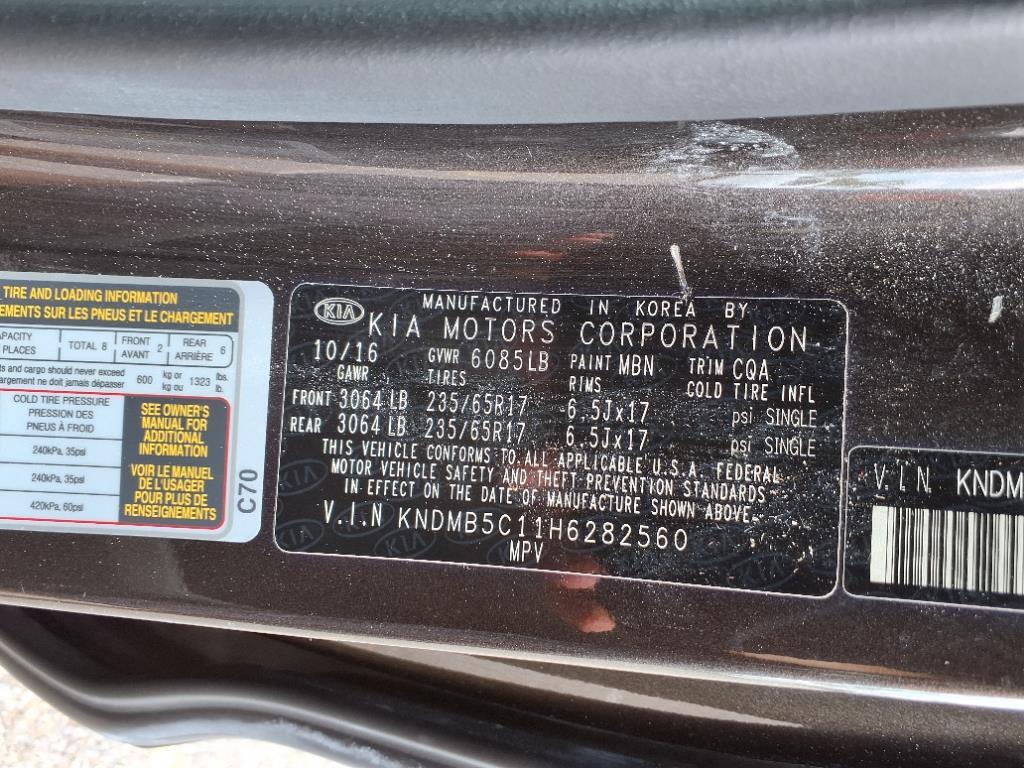 TIRE AND LOADING INFORMATION
EMENTS SUR LES PNEUS ET LE CHARGEMENT
APACITY
PLACES
TOTAL 8
FRONT
AVANT 2
REAR
ARRIÈRE 6
ts and cargo should never exceed
argement ne doit jamais dépasser
600 kg or
kg ou 1323 lbs.
lb.
COLD TIRE PRESSURE
PRESSION DES
PNEUS À FROID
240kPa, 35psi
240kPa, 35psi
420kPa, 60psi
SEE OWNER'S
MANUAL FOR
ADDITIONAL
INFORMATION
VOIR LE MANUEL
DE L'USAGER
POUR PLUS DE
RENSEIGNEMENTS
C70
KIA
MANUFACTURED IN KOREA BY
KIA MOTORS CORPORATION
10/16 GVWR 6085LB PAINT MBN TRIM CQA
GAWR TIRES RIMS COLD TIRE INFL
FRONT 3064 LB 235/65R17 6.5Jx17 psi SINGLE
REAR 3064 LB 235/65R17 6.5Jx17 psi SINGLE
THIS VEHICLE CONFORMS TO ALL APPLICABLE U.S.A. FEDERAL
MOTOR VEHICLE SAFETY AND THEFT PREVENTION STANDARDS
IN EFFECT ON THE DATE OF MANUFACTURE SHOWN ABOVE.
V.I.N KNDMB5C11H6282560
MPV
V.I.N. KNDM